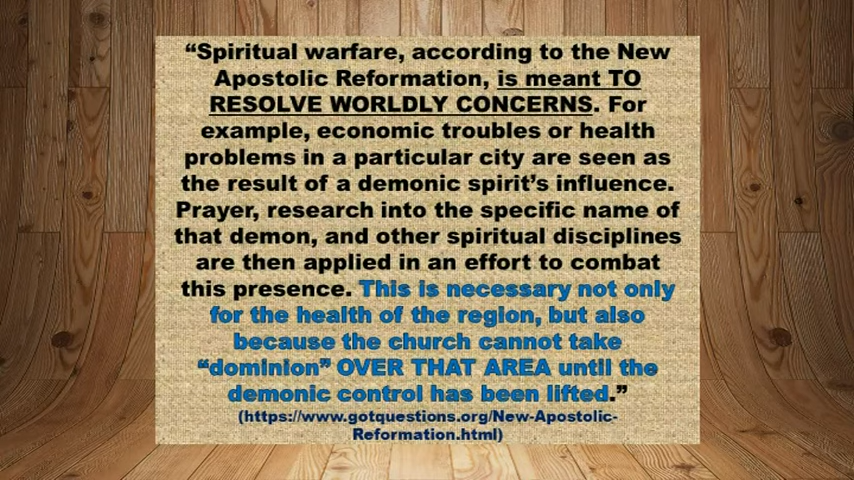 “Spiritual warfare, according to the New
Apostolic Reformation, is meant TO
RESOLVE WORLDLY CONCERNS. For
example, economic troubles or health
problems in a particular city are seen as
the result of a demonic spirit’s influence.
Prayer, research into the specific name of
that demon, and other spiritual disciplines
are then applied in an effort to combat
this presence. This is necessary not only
for the health of the region, but also
because the church cannot take
“dominion” OVER THAT AREA until the
demonic control has been lifted.”
(https://www.gotquestions.org/New-Apostolic-
Reformation.html)